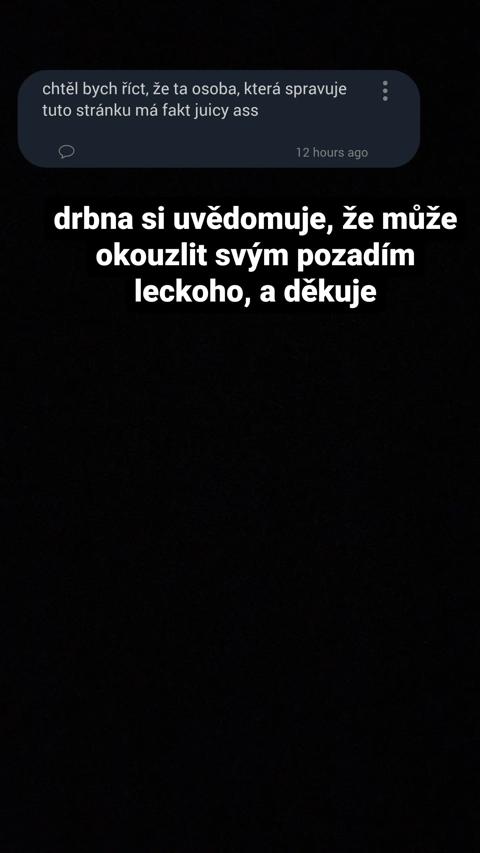 chtěl bych říct, že ta osoba, která spravuje
tuto stránku má fakt juicy ass
12 hours ago
drbna si uvědomuje, že může
okouzlit svým pozadím
leckoho, a děkuje